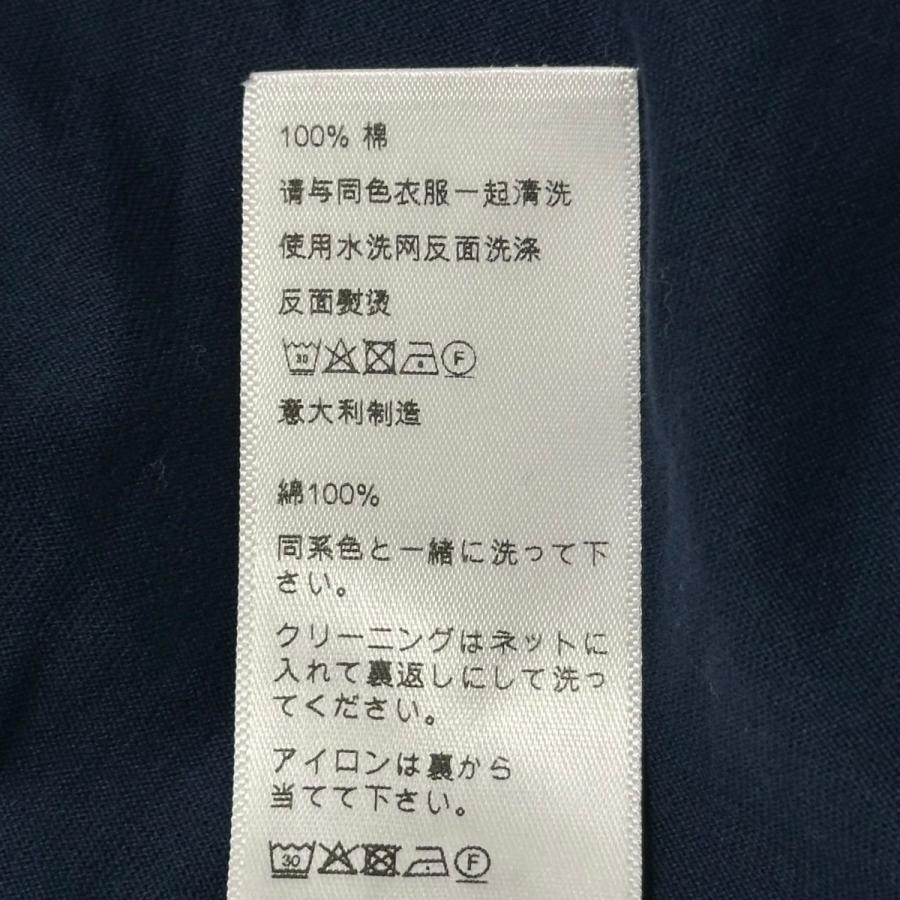 100% 棉
请与同色衣服一起清洗
使用水洗网反面洗涤
反面熨烫
30 F
意大利制造
綿100%
同系色と一緒に洗って下
さい。
クリーニングはネットに
入れて裏返しにして洗っ
てください。
アイロンは裏から
当てて下さい。
30 F